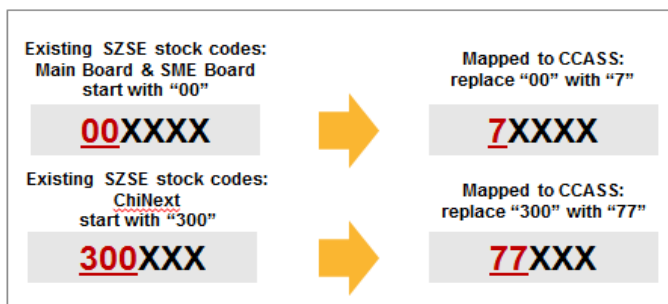 Existing SZSE stock codes:
Main Board & SME Board
start with “00”
Mapped to CCASS:
replace “00” with “7”
00XXXX
7XXXX
Existing SZSE stock codes:
ChiNext
start with “300”
Mapped to CCASS:
replace “300” with “77”
300XXX
77XXX